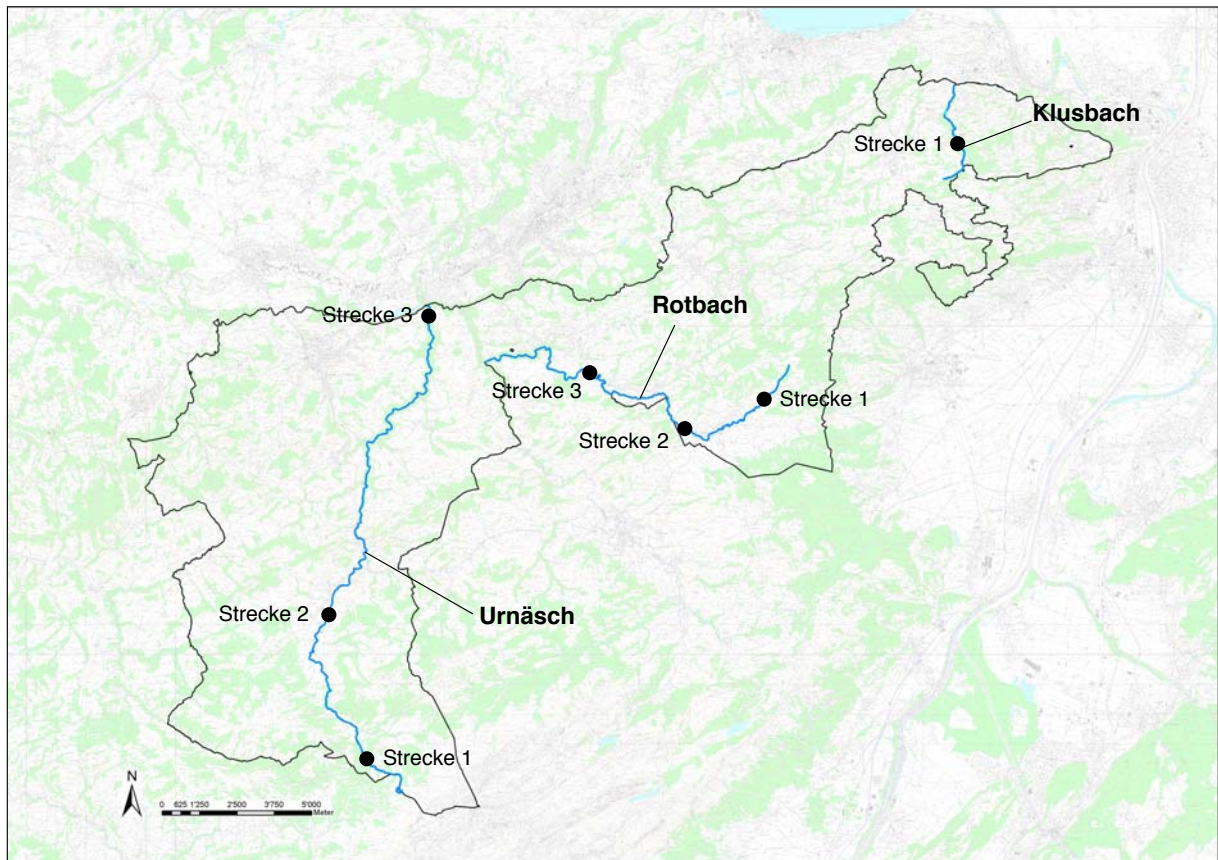 Klusbach
Strecke 1
Rotbach
Strecke 3
Strecke 3
Strecke 1
Strecke 2
Strecke 2
Urnäsch
Strecke 1
N
0 625 1'250 2'500 3'750 5'000
Meter